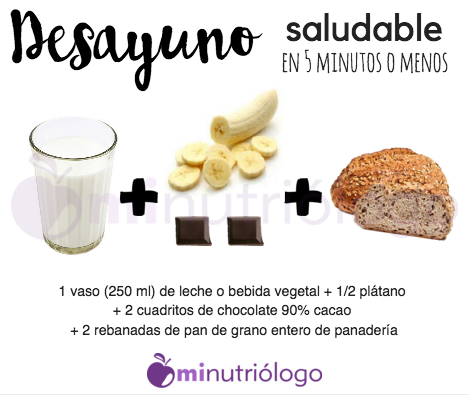 Desayuno saludable
EN 5 MINUTOS O MENOS
minutriólogo
1 vaso (250 ml) de leche o bebida vegetal + 1/2 plátano
+ 2 cuadritos de chocolate 90% cacao
+ 2 rebanadas de pan de grano entero de panadería
minutriólogo